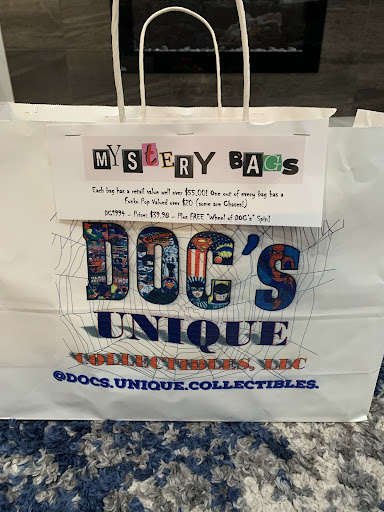 MYStERY BAGs
Each bag has a retail value well over $55.00! One out of every bag has a
Funko Pop Valued over $20 (some are Chases!)
DC1994 – Price: $39.98 – Plus FREE "Wheel of DOC's" Spin!
DOC'S
UNIQUE
COLLECTIBLES, LLC
@DOCS.UNIQUE.COLLECTIBLES.